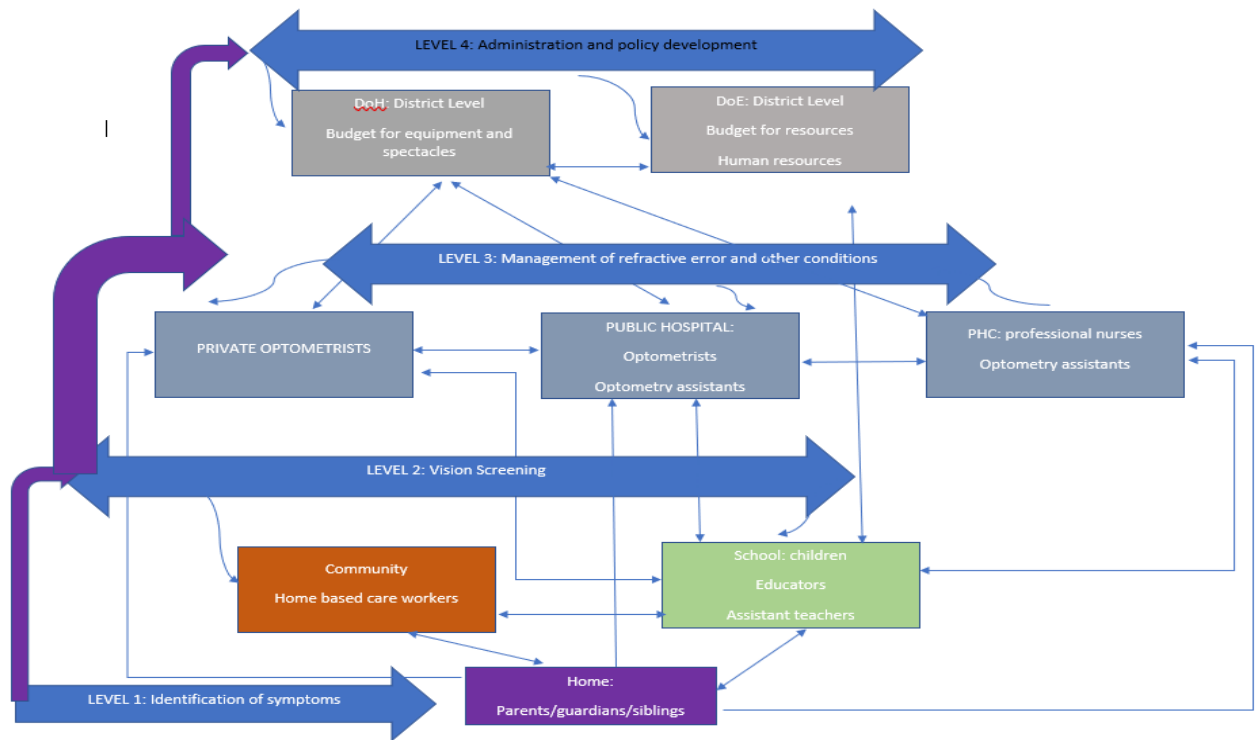 LEVEL 4: Administration and policy development
DoH: District Level
Budget for equipment and
spectacles
DoE: District Level
Budget for resources
Human resources
LEVEL 3: Management of refractive error and other conditions
PRIVATE OPTOMETRISTS
PUBLIC HOSPITAL:
Optometrists
Optometry assistants
PHC: professional nurses
Optometry assistants
LEVEL 2: Vision Screening
Community
Home based care workers
School: children
Educators
Assistant teachers
Home:
Parents/guardians/siblings
LEVEL 1: Identification of symptoms